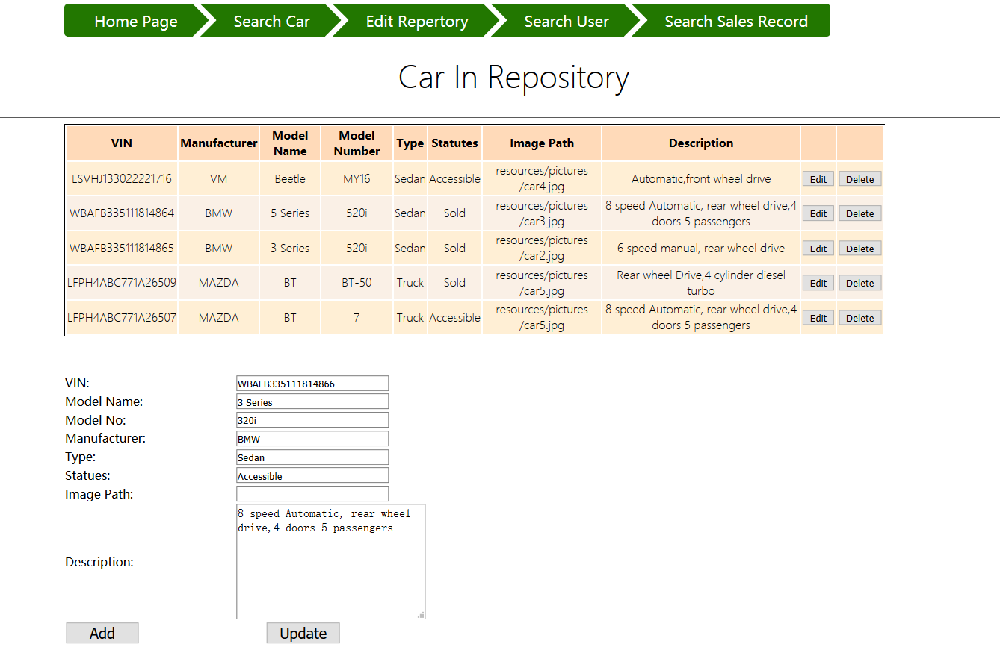 Home Page Search Car Edit Repertory Search User Search Sales Record
Car In Repository
VIN Manufacturer Model Name Model Number Type Statutes Image Path Description
LSVHJ133022221716 VM Beetle MY16 Sedan Accessible resources/pictures/car4.jpg Automatic,front wheel drive Edit Delete
WBAFB335111814864 BMW 5 Series 520i Sedan Sold resources/pictures/car3.jpg 8 speed Automatic, rear wheel drive,4 doors 5 passengers Edit Delete
WBAFB335111814865 BMW 3 Series 520i Sedan Sold resources/pictures/car2.jpg 6 speed manual, rear wheel drive Edit Delete
LFPH4ABC771A26509 MAZDA BT BT-50 Truck Sold resources/pictures/car5.jpg Rear wheel Drive,4 cylinder diesel turbo Edit Delete
LFPH4ABC771A26507 MAZDA BT 7 Truck Accessible resources/pictures/car5.jpg 8 speed Automatic, rear wheel drive,4 doors 5 passengers Edit Delete
VIN: WBAFB335111814866
Model Name: 3 Series
Model No: 320i
Manufacturer: BMW
Type: Sedan
Statues: Accessible
Image Path:
8 speed Automatic, rear wheel
drive,4 doors 5 passengers
Description:
Add Update